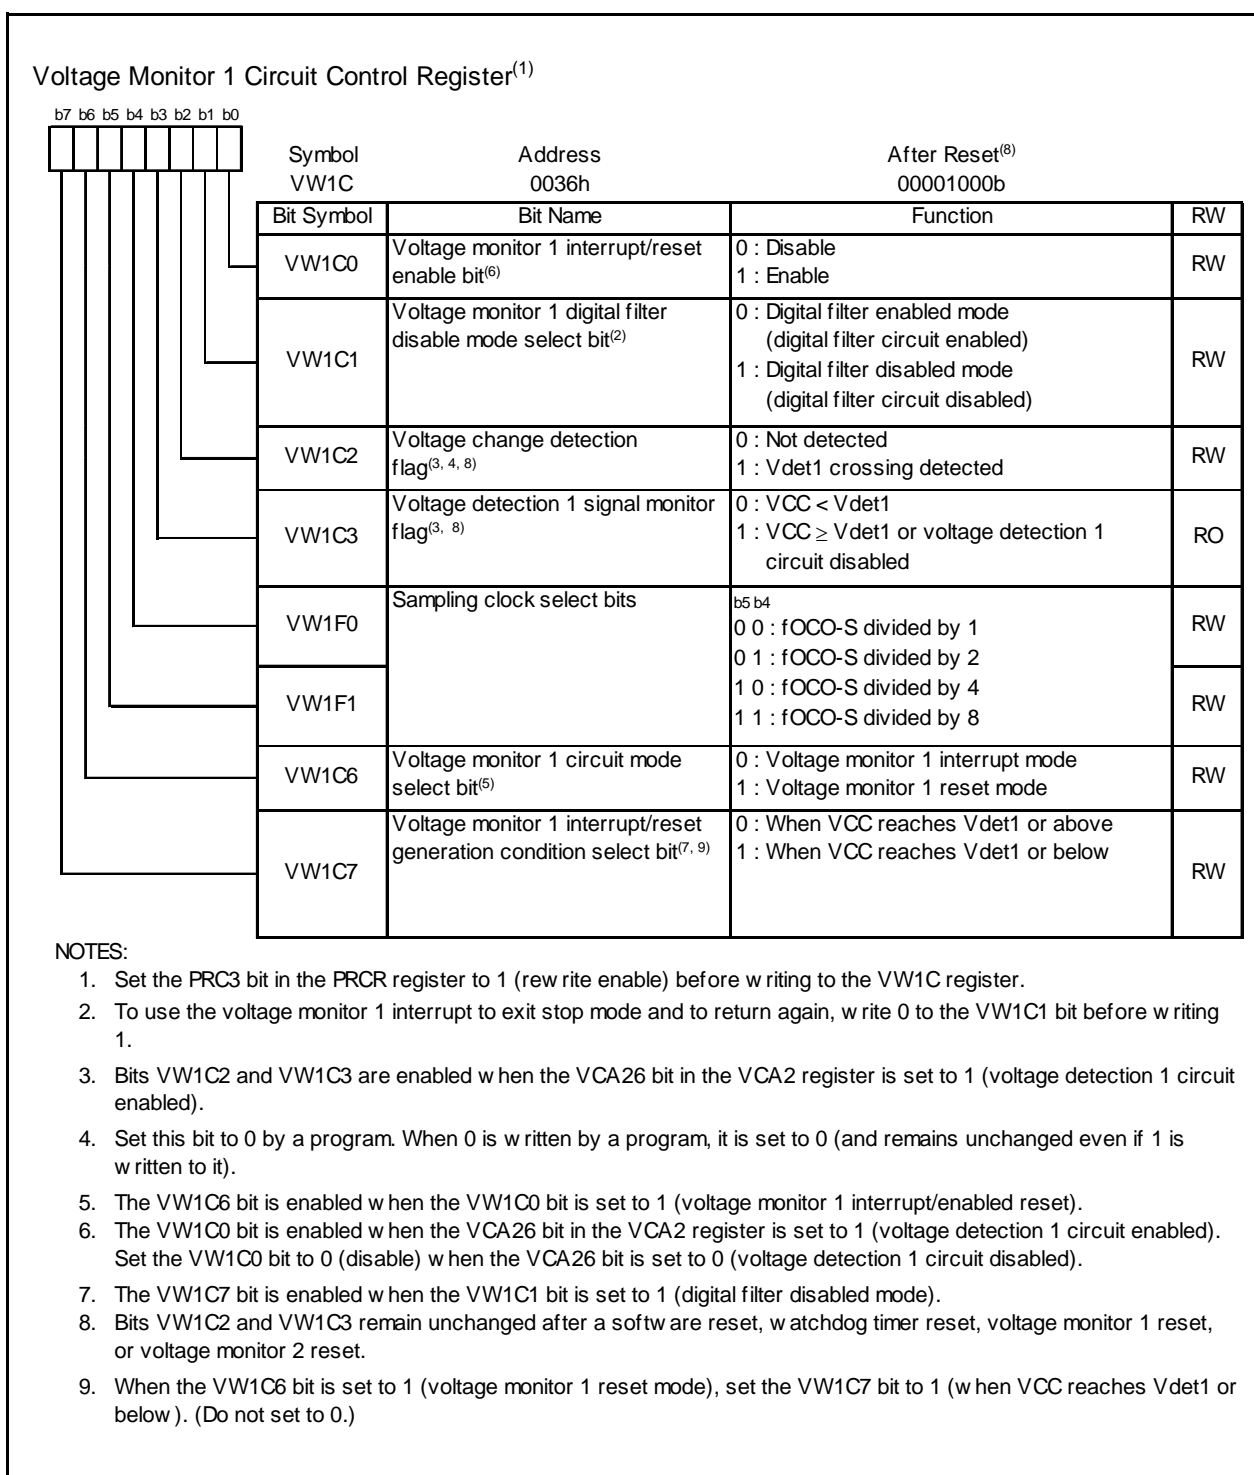 Voltage Monitor 1 Circuit Control Register(1)
b7 b6 b5 b4 b3 b2 b1 b0
Symbol Address After Reset(8)
VW1C 0036h 00001000b
Bit Symbol Bit Name Function RW
VW1C0 Voltage monitor 1 interrupt/reset
enable bit(6)
0 : Disable
1 : Enable
RW
VW1C1 Voltage monitor 1 digital filter
disable mode select bit(2)
0 : Digital filter enabled mode
(digital filter circuit enabled)
1 : Digital filter disabled mode
(digital filter circuit disabled)
RW
VW1C2 Voltage change detection
flag(3, 4, 8)
0 : Not detected
1 : Vdet1 crossing detected
RW
VW1C3 Voltage detection 1 signal monitor
flag(3, 8)
0 : VCC < Vdet1
1 : VCC ≥ Vdet1 or voltage detection 1
circuit disabled
RO
VW1F0 Sampling clock select bits
b5 b4
0 0 : fOCO-S divided by 1
0 1 : fOCO-S divided by 2
RW
VW1F1
1 0 : fOCO-S divided by 4
1 1 : fOCO-S divided by 8
RW
VW1C6 Voltage monitor 1 circuit mode
select bit(5)
0 : Voltage monitor 1 interrupt mode
1 : Voltage monitor 1 reset mode
RW
VW1C7 Voltage monitor 1 interrupt/reset
generation condition select bit(7, 9)
0 : When VCC reaches Vdet1 or above
1 : When VCC reaches Vdet1 or below
RW
NOTES:
1. Set the PRC3 bit in the PRCR register to 1 (rewrite enable) before writing to the VW1C register.
2. To use the voltage monitor 1 interrupt to exit stop mode and to return again, write 0 to the VW1C1 bit before writing
1.
3. Bits VW1C2 and VW1C3 are enabled when the VCA26 bit in the VCA2 register is set to 1 (voltage detection 1 circuit
enabled).
4. Set this bit to 0 by a program. When 0 is written by a program, it is set to 0 (and remains unchanged even if 1 is
written to it).
5. The VW1C6 bit is enabled when the VW1C0 bit is set to 1 (voltage monitor 1 interrupt/enabled reset).
6. The VW1C0 bit is enabled when the VCA26 bit in the VCA2 register is set to 1 (voltage detection 1 circuit enabled).
Set the VW1C0 bit to 0 (disable) when the VCA26 bit is set to 0 (voltage detection 1 circuit disabled).
7. The VW1C7 bit is enabled when the VW1C1 bit is set to 1 (digital filter disabled mode).
8. Bits VW1C2 and VW1C3 remain unchanged after a software reset, watchdog timer reset, voltage monitor 1 reset,
or voltage monitor 2 reset.
9. When the VW1C6 bit is set to 1 (voltage monitor 1 reset mode), set the VW1C7 bit to 1 (when VCC reaches Vdet1 or
below). (Do not set to 0.)